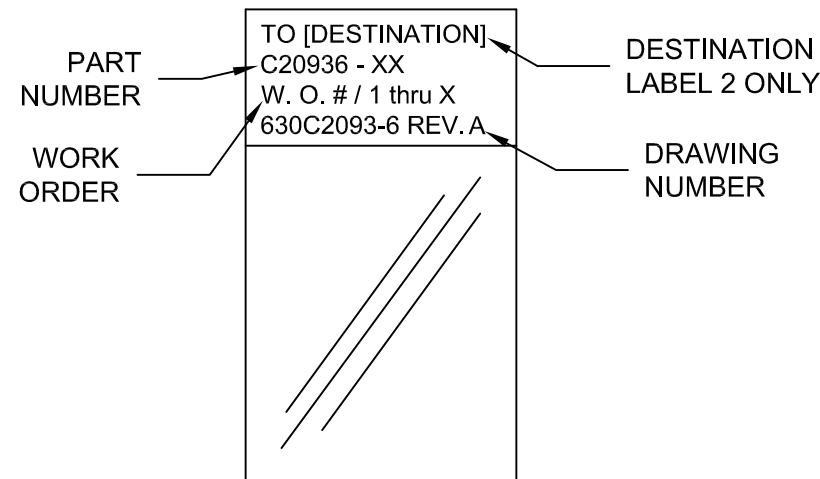 TO [DESTINATION]
C20936 - XX
W. O. # / 1 thru X
630C2093-6 REV. A
PART
NUMBER
WORK
ORDER
DESTINATION
LABEL 2 ONLY
DRAWING
NUMBER